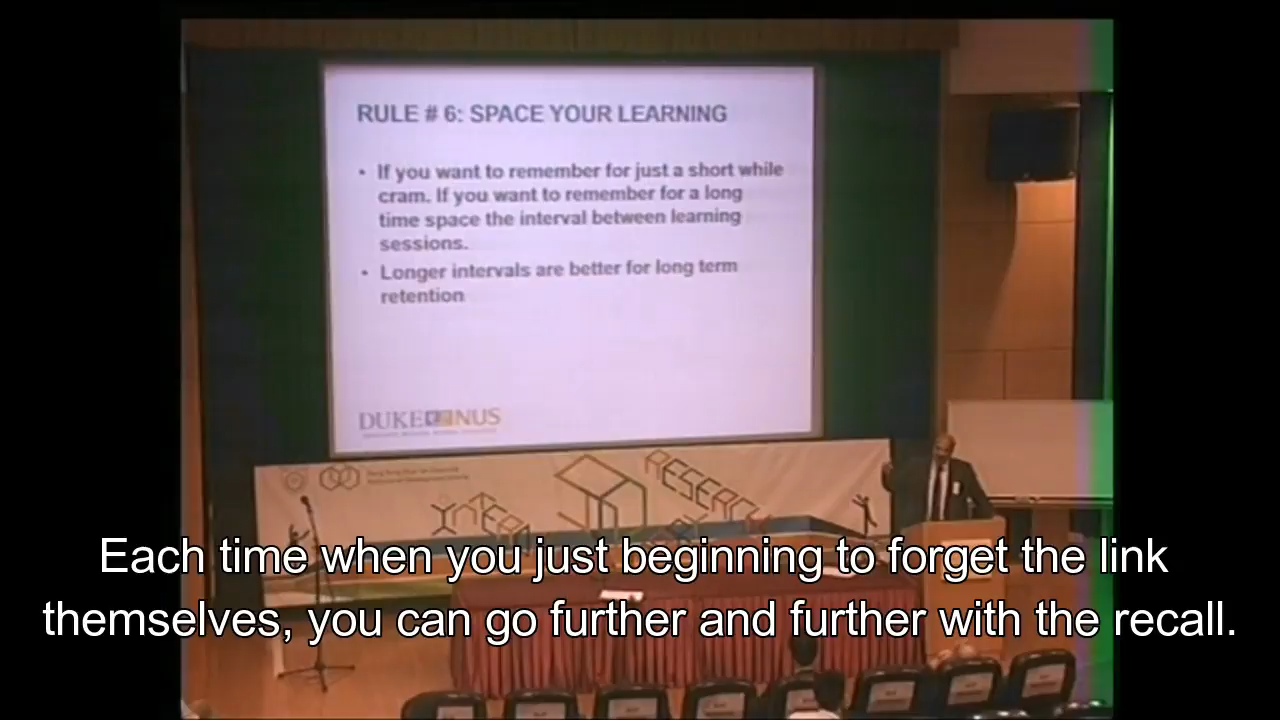 RULE # 6: SPACE YOUR LEARNING
• If you want to remember for just a short while
cram. If you want to remember for a long
time space the interval between learning
sessions.
• Longer intervals are better for long term
retention
DUKE NUS
INTERN
RESEARCH
Each time when you just beginning to forget the link
themselves, you can go further and further with the recall.